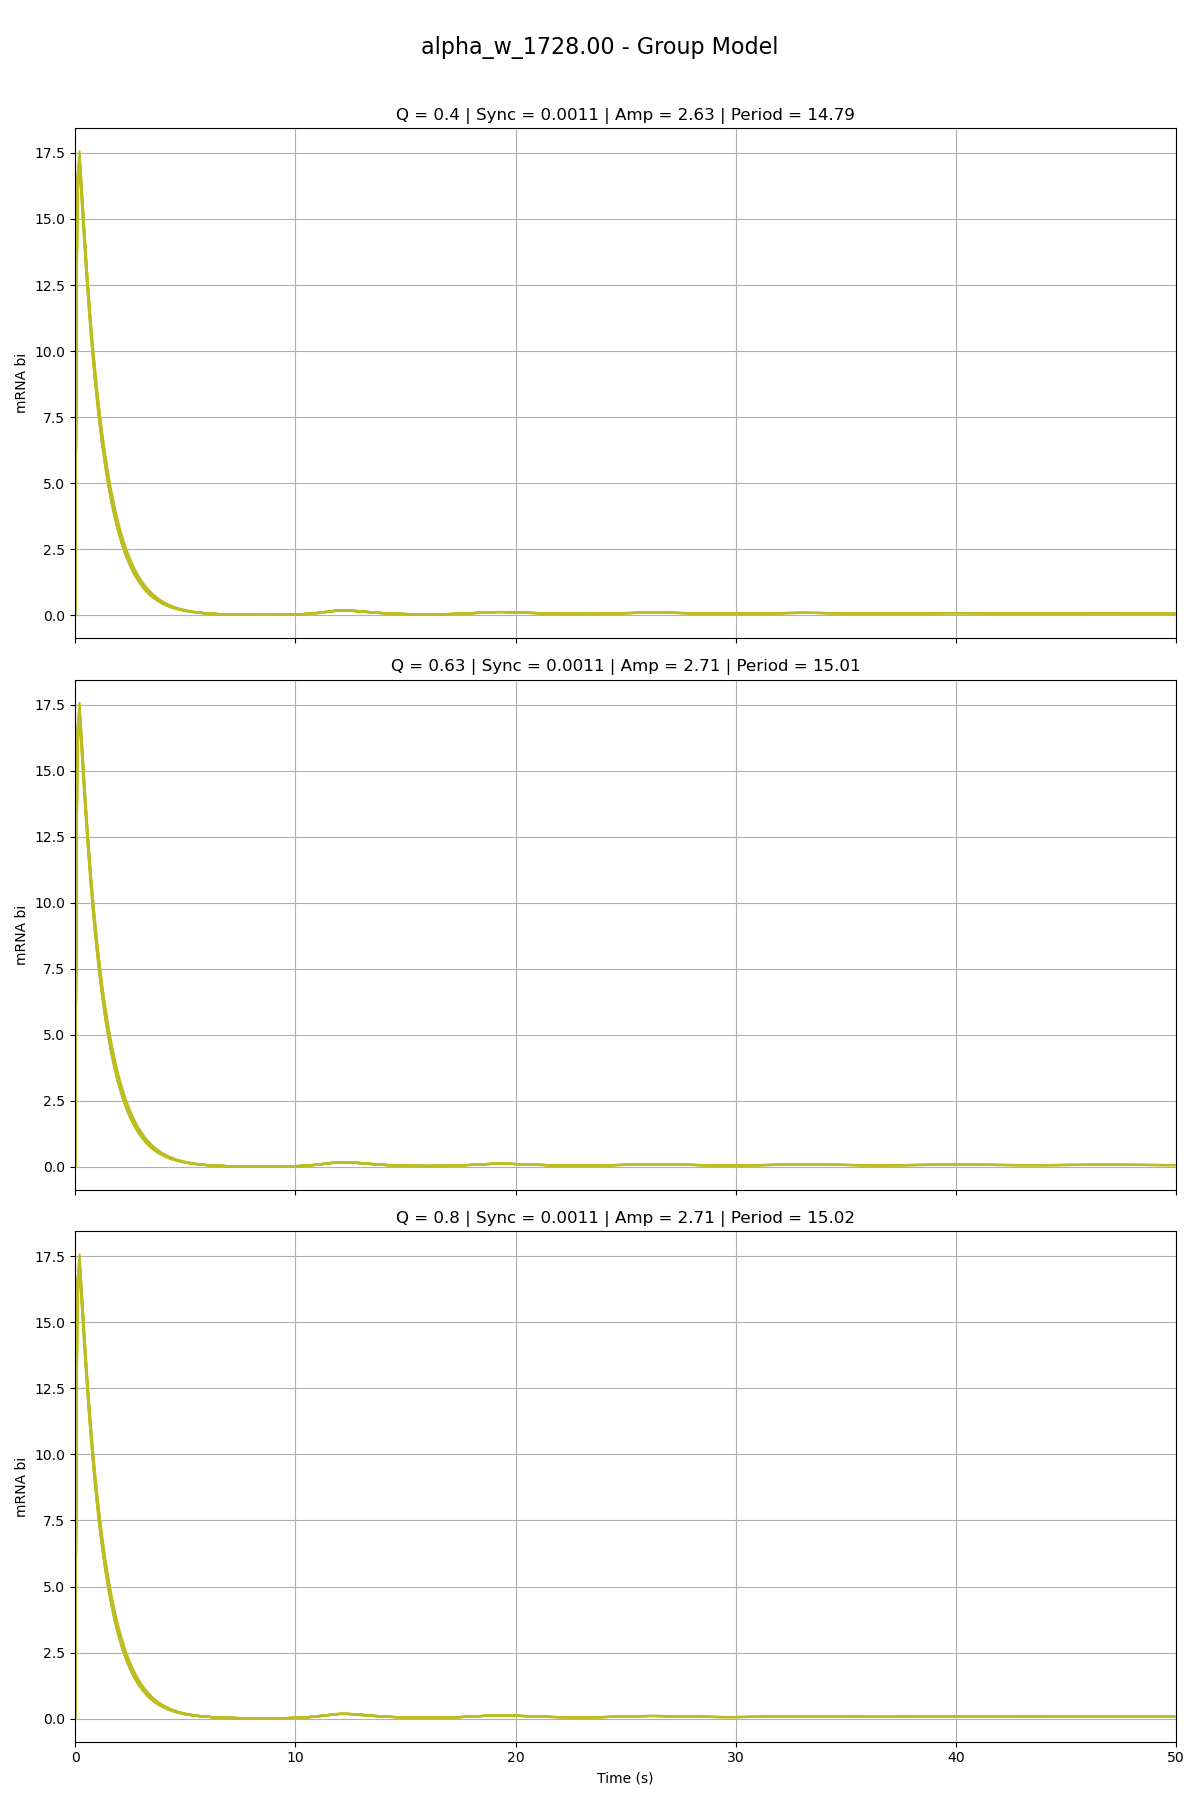 alpha_w_1728.00 - Group Model
Q = 0.4 | Sync = 0.0011 | Amp = 2.63 | Period = 14.79
17.5
15.0
12.5
10.0
7.5
5.0
2.5
0.0
mRNA bi
Q = 0.63 | Sync = 0.0011 | Amp = 2.71 | Period = 15.01
17.5
15.0
12.5
10.0
7.5
5.0
2.5
0.0
mRNA bi
Q = 0.8 | Sync = 0.0011 | Amp = 2.71 | Period = 15.02
17.5
15.0
12.5
10.0
7.5
5.0
2.5
0.0
mRNA bi
0 10 20 30 40 50
Time (s)